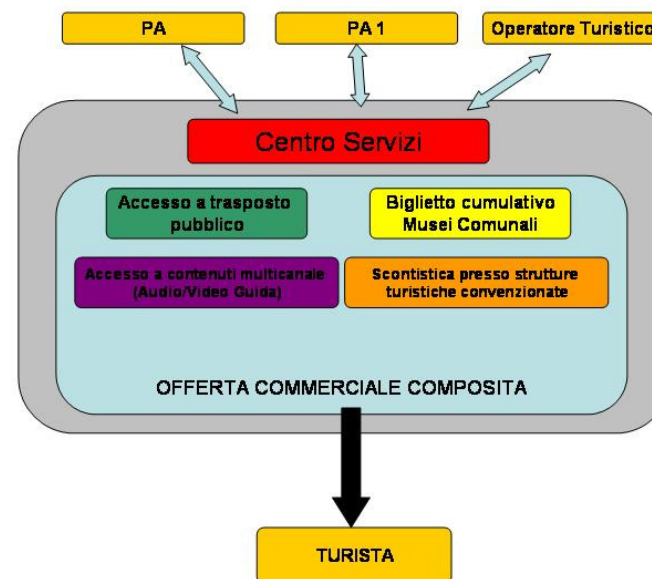 PA
PA 1
Operatore Turistico
Centro Servizi
Accesso a trasposto
pubblico
Biglietto cumulativo
Musei Comunali
Accesso a contenuti multicanale
(Audio/Video Guida)
Scontistica presso strutture
turistiche convenzionate
OFFERTA COMMERCIALE COMPOSITA
TURISTA